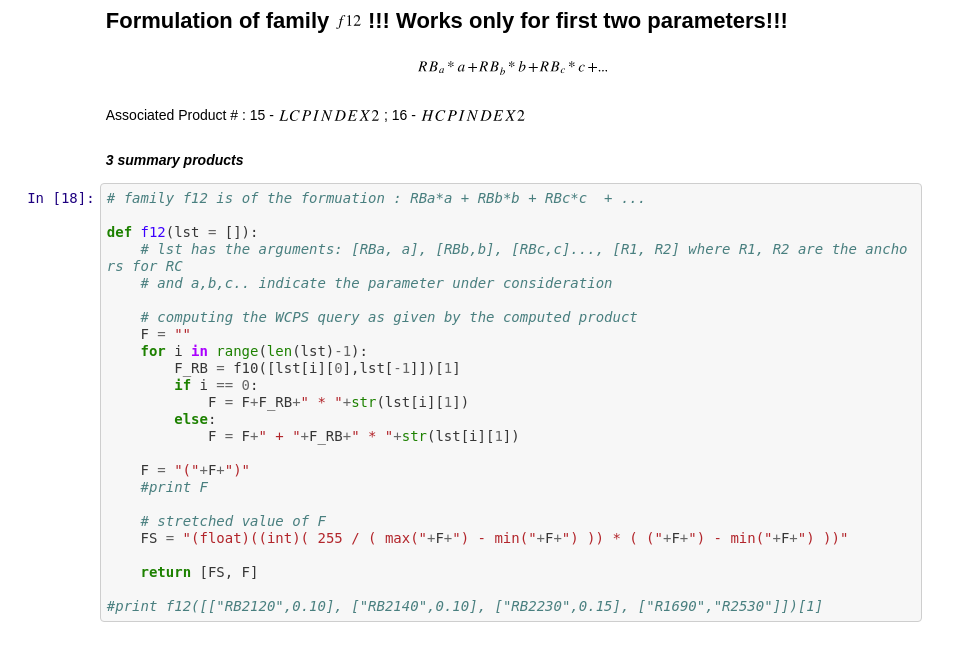 Formulation of family f12 !!! Works only for first two parameters!!!
RBa * a +RBb * b +RBc * c +...
Associated Product # : 15 - LCPINDEX2 ; 16 - HCPINDEX2
3 summary products
In [18]: # family f12 is of the formuation : RBa*a + RBb*b + RBc*c  + ...
def f12(lst = []):
    # lst has the arguments: [RBa, a], [RBb,b], [RBc,c]..., [R1, R2] where R1, R2 are the ancho
rs for RC
    # and a,b,c.. indicate the parameter under consideration
    # computing the WCPS query as given by the computed product
    F = ""
    for i in range(len(lst)-1):
        F_RB = f10([lst[i][0],lst[-1]])[1]
        if i == 0:
            F = F+F_RB+" * "+str(lst[i][1])
        else:
            F = F+" + "+F_RB+" * "+str(lst[i][1])
    F = "("+F+")"
    #print F
    # stretched value of F
    FS = "(float)((int)( 255 / ( max("+F+") - min("+F+") )) * ( ("+F+") - min("+F+") ))"
    return [FS, F]
#print f12([["RB2120",0.10], ["RB2140",0.10], ["RB2230",0.15], ["R1690","R2530"]])[1]